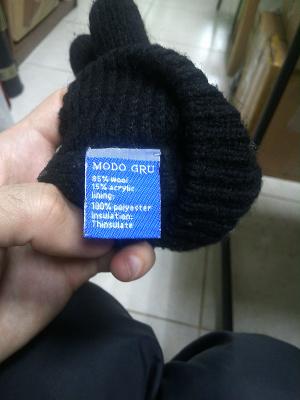 MODO GRU
85% wool
15% acrylic
lining:
100% polyester
insulation:
Thinsulate